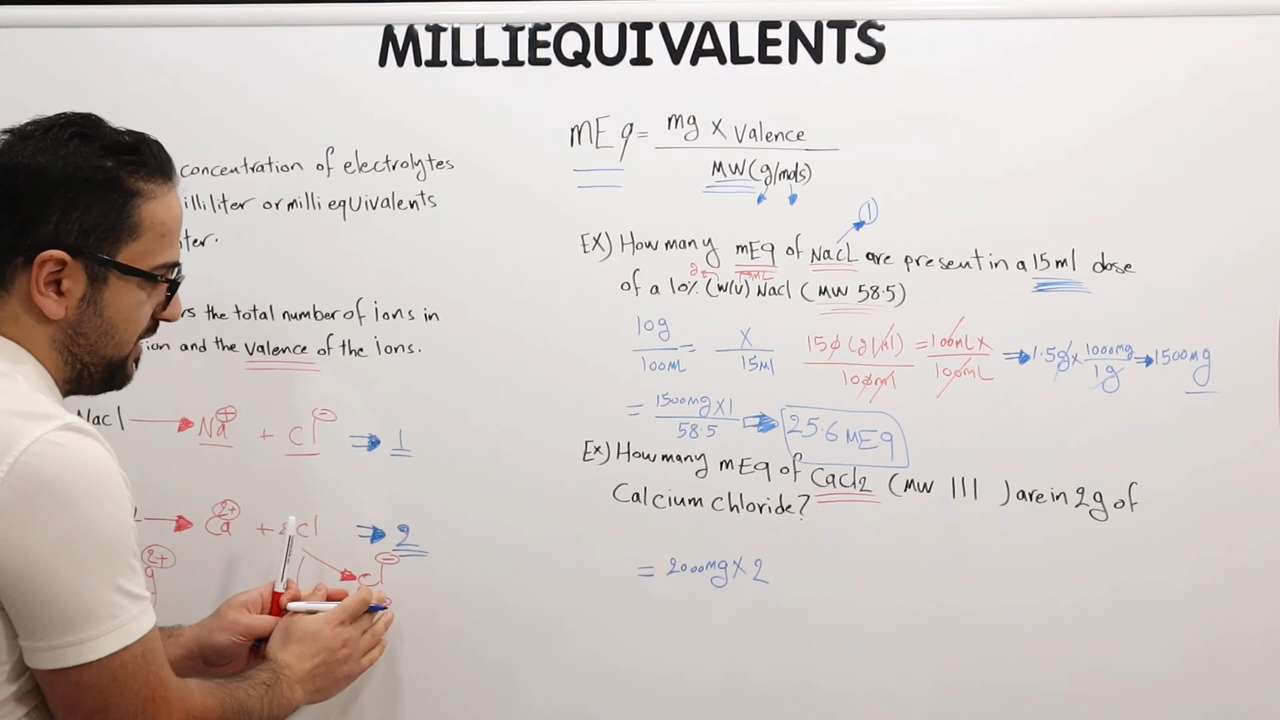 MILLIEQUIVALENTS
concentration of electrolytes
illiliter or milliequivalents
iter.
rs the total number of ions in
ion and the valence of the ions.
Nacl → Na+ + Cl- ⇒ 1
→ Ca2+ + 2Cl ⇒ 2
2+
Cl-
mEq = mg x valence
MW (g/mols)
1
EX) How many mEq of NaCl are present in a 15ml dose
of a 10% (w/v) Nacl (MW 58.5)
10g/100mL = X/15ml
150 (g/ml)/100ml = 100mL X/100mL ⇒ 1.5g x 1000mg/1g → 1500mg
= 1500mg x 1/58.5 ⇒ 25.6 mEq
Ex) How many mEq of Cacl2 (MW 111 ) are in 2g of
Calcium chloride?
= 2000mg x 2